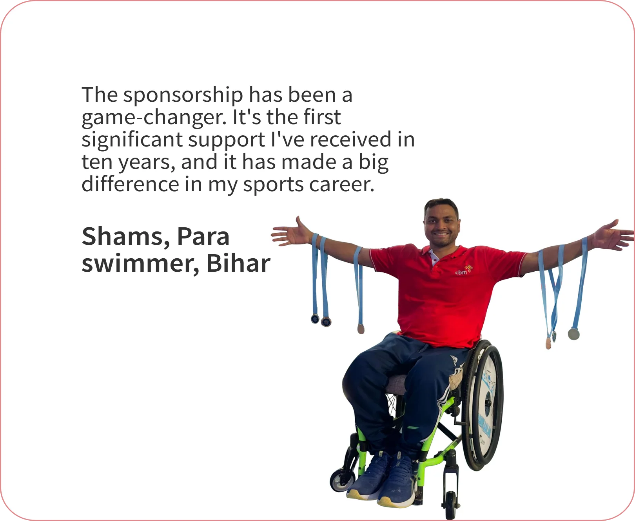 The sponsorship has been a
game-changer. It's the first
significant support I've received in
ten years, and it has made a big
difference in my sports career.
Shams, Para
swimmer, Bihar